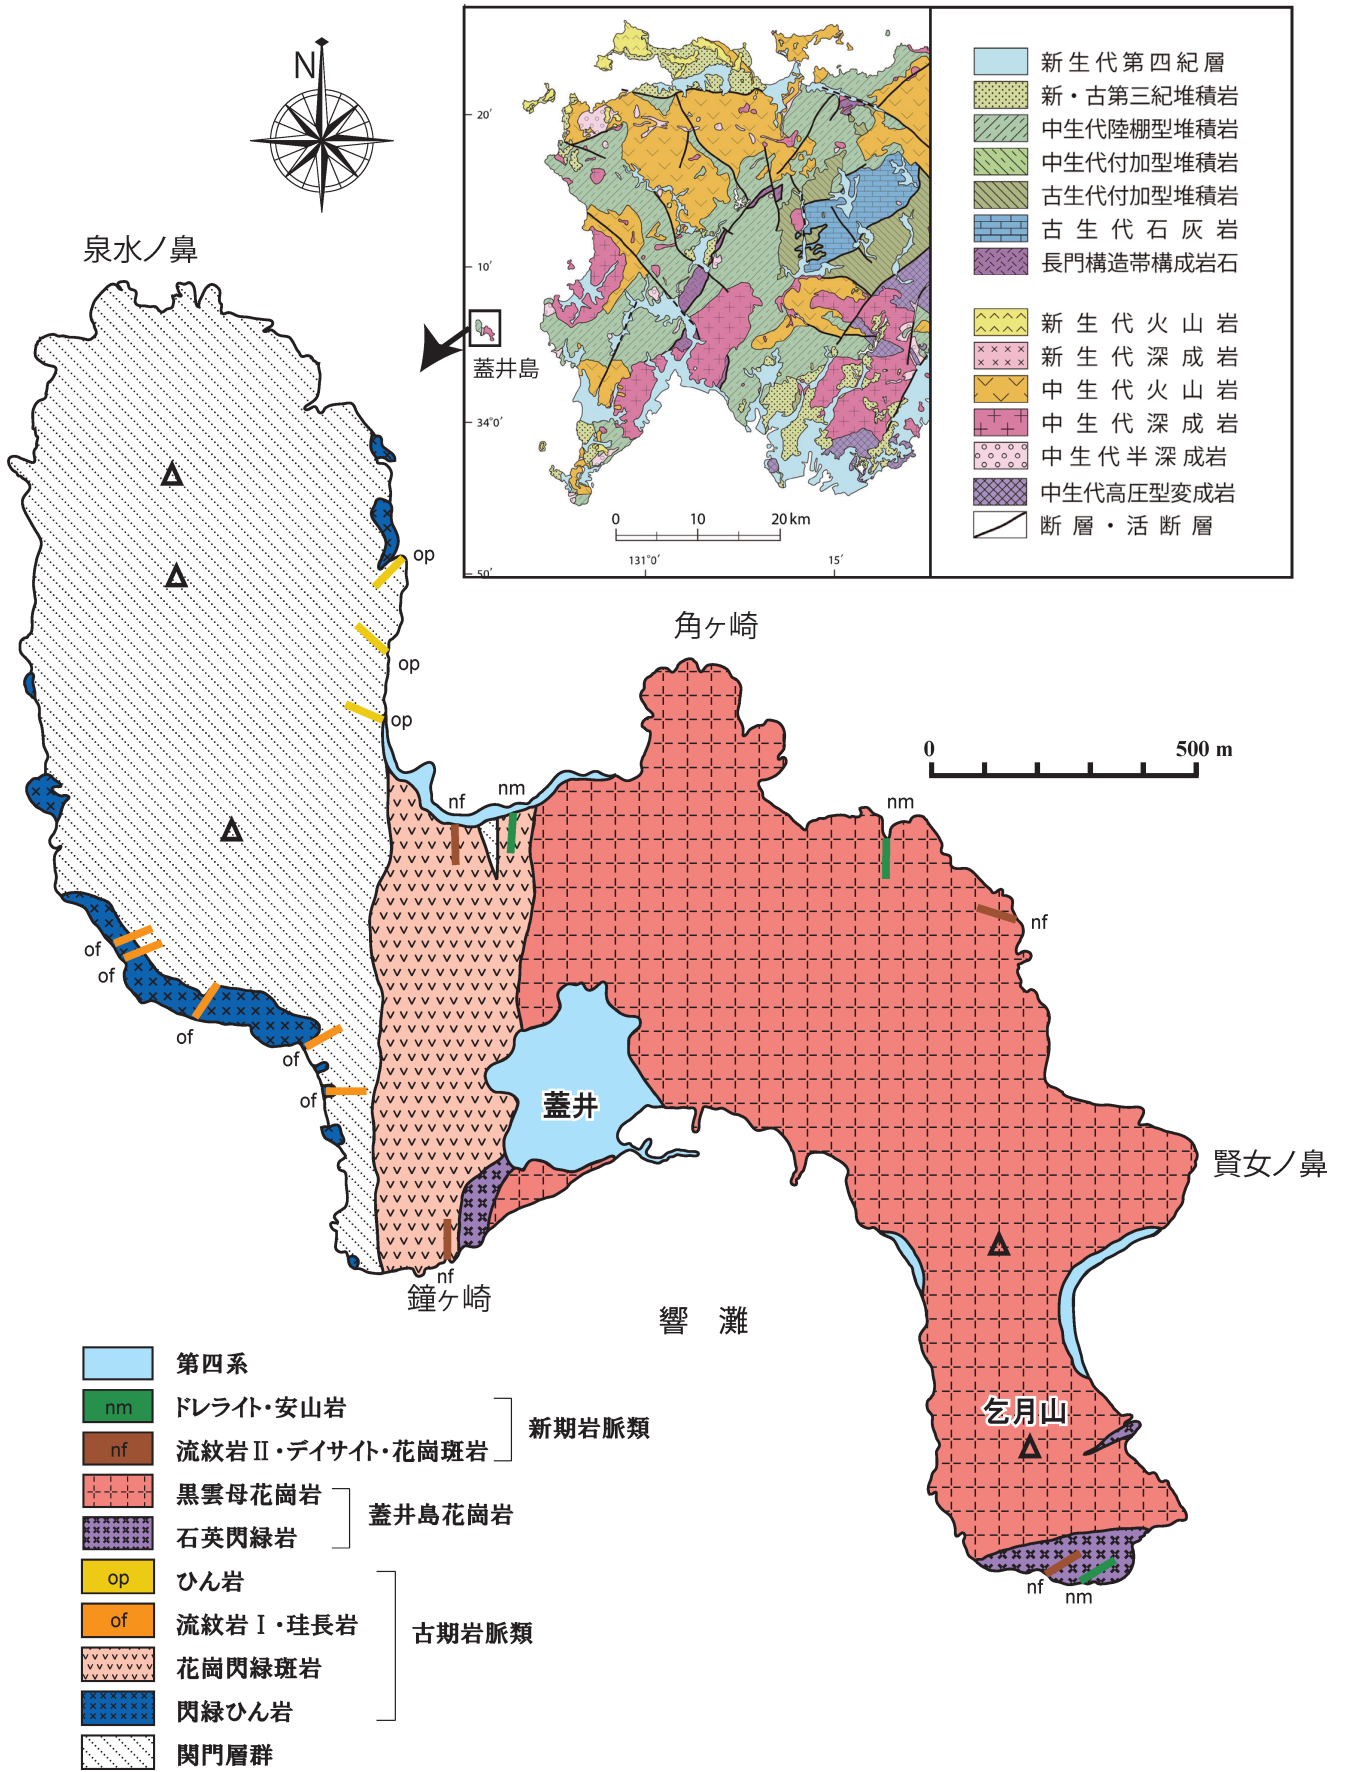 N
泉水ノ鼻
20′
10′
34°0′
50′
蓋井島
0 10 20 km
131°0′ 15′
新生代第四紀層
新・古第三紀堆積岩
中生代陸棚型堆積岩
中生代付加型堆積岩
古生代付加型堆積岩
古生代石灰岩
長門構造帯構成岩石
新生代火山岩
新生代深成岩
中生代火山岩
中生代深成岩
中生代半深成岩
中生代高圧型変成岩
断層・活断層
op
op
op
角ヶ崎
0 500 m
nf
nm
nm
nf
of
of
of
of
of
蓋井
賢女ノ鼻
nf
鐘ヶ崎
響灘
乞月山
nf
nm
第四系
nm ドレライト・安山岩
nf 流紋岩Ⅱ・デイサイト・花崗斑岩
新期岩脈類
黒雲母花崗岩
石英閃緑岩
蓋井島花崗岩
op ひん岩
of 流紋岩Ⅰ・珪長岩
花崗閃緑斑岩
閃緑ひん岩
古期岩脈類
関門層群